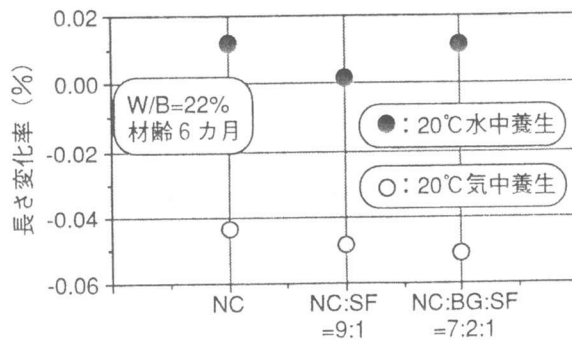 0.02
0.00
-0.02
-0.04
-0.06
長さ変化率 (%)
W/B=22%
材齢6カ月
●: 20℃水中養生
○: 20℃気中養生
NC
NC:SF
=9:1
NC:BG:SF
=7:2:1